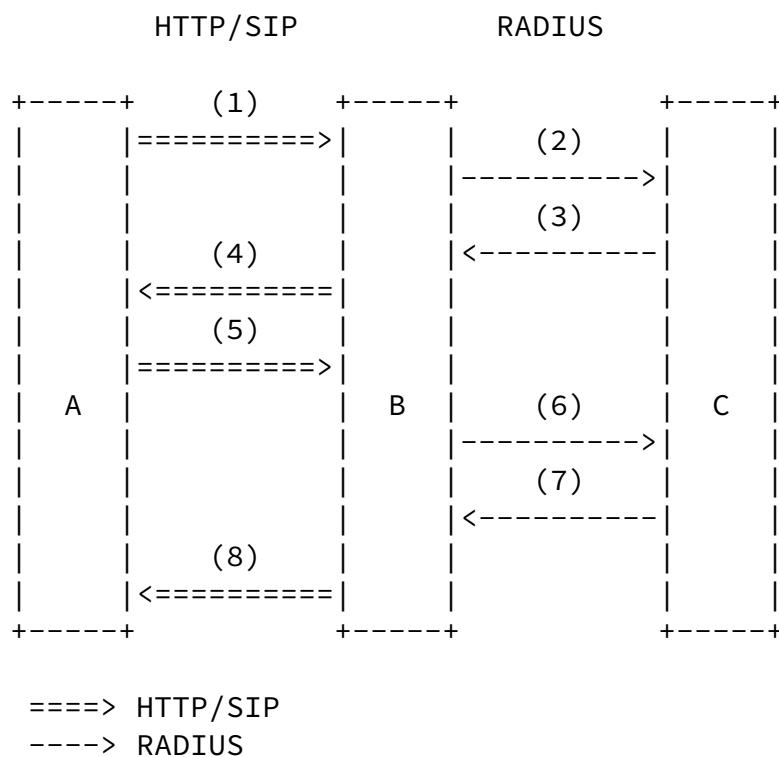 HTTP/SIP RADIUS
+-----+ (1) +-----+ +-----+
| |==========>| | (2) | |
| | | |---------->| |
| | | | (3) | |
| | (4) | |<----------| |
| |<==========| | | |
| | (5) | | | |
| |==========>| | | |
| A | | B | (6) | C |
| | | |---------->| |
| | | | (7) | |
| | | |<----------| |
| | (8) | | | |
| |<==========| | | |
+-----+ +-----+ +-----+
====> HTTP/SIP
----> RADIUS